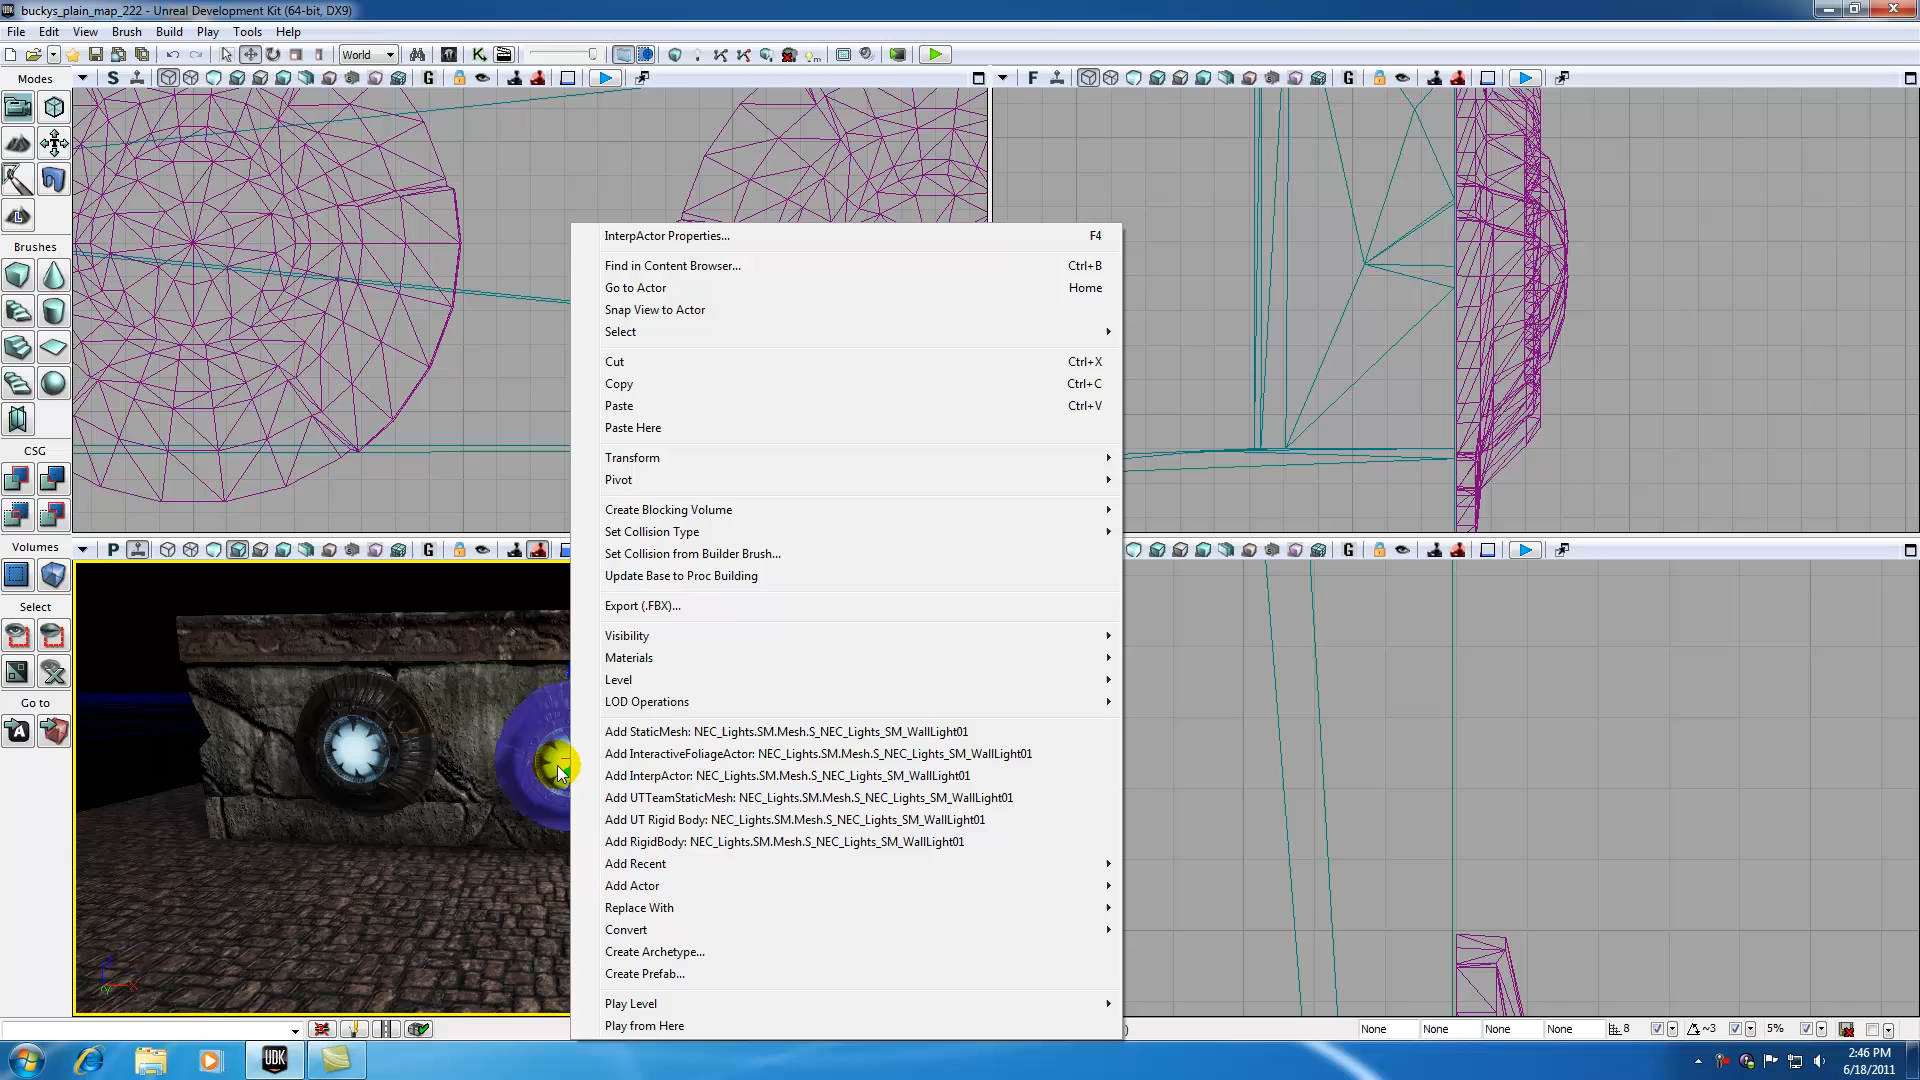 buckys_plain_map_222 - Unreal Development Kit (64-bit, DX9)
File Edit View Brush Build Play Tools Help
World
Modes
S G
F G
InterpActor Properties... F4
Find in Content Browser... Ctrl+B
Go to Actor Home
Snap View to Actor
Select
Cut Ctrl+X
Copy Ctrl+C
Paste Ctrl+V
Paste Here
Transform
Pivot
Create Blocking Volume
Set Collision Type
Set Collision from Builder Brush...
Update Base to Proc Building
Export (.FBX)...
Visibility
Materials
Level
LOD Operations
Add StaticMesh: NEC_Lights.SM.Mesh.S_NEC_Lights_SM_WallLight01
Add InteractiveFoliageActor: NEC_Lights.SM.Mesh.S_NEC_Lights_SM_WallLight01
Add InterpActor: NEC_Lights.SM.Mesh.S_NEC_Lights_SM_WallLight01
Add UTTeamStaticMesh: NEC_Lights.SM.Mesh.S_NEC_Lights_SM_WallLight01
Add UT Rigid Body: NEC_Lights.SM.Mesh.S_NEC_Lights_SM_WallLight01
Add RigidBody: NEC_Lights.SM.Mesh.S_NEC_Lights_SM_WallLight01
Add Recent
Add Actor
Replace With
Convert
Create Archetype...
Create Prefab...
Play Level
Play from Here
Brushes
CSG
Volumes
P G
G
Select
Go to
Z X Y
None None None None 8 ~3 5%
UDK
2:46 PM
6/18/2011